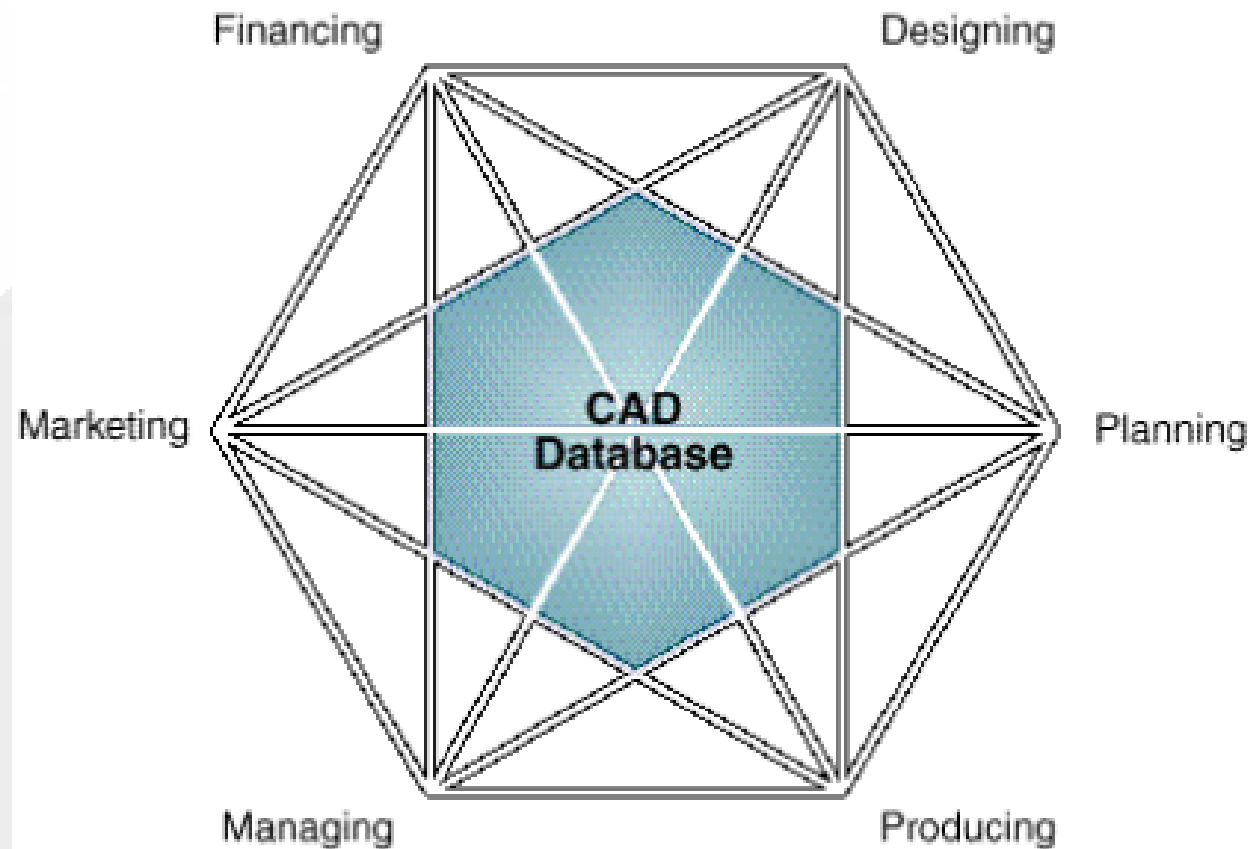 Financing
Designing
CAD
Database
Marketing
Planning
Managing
Producing